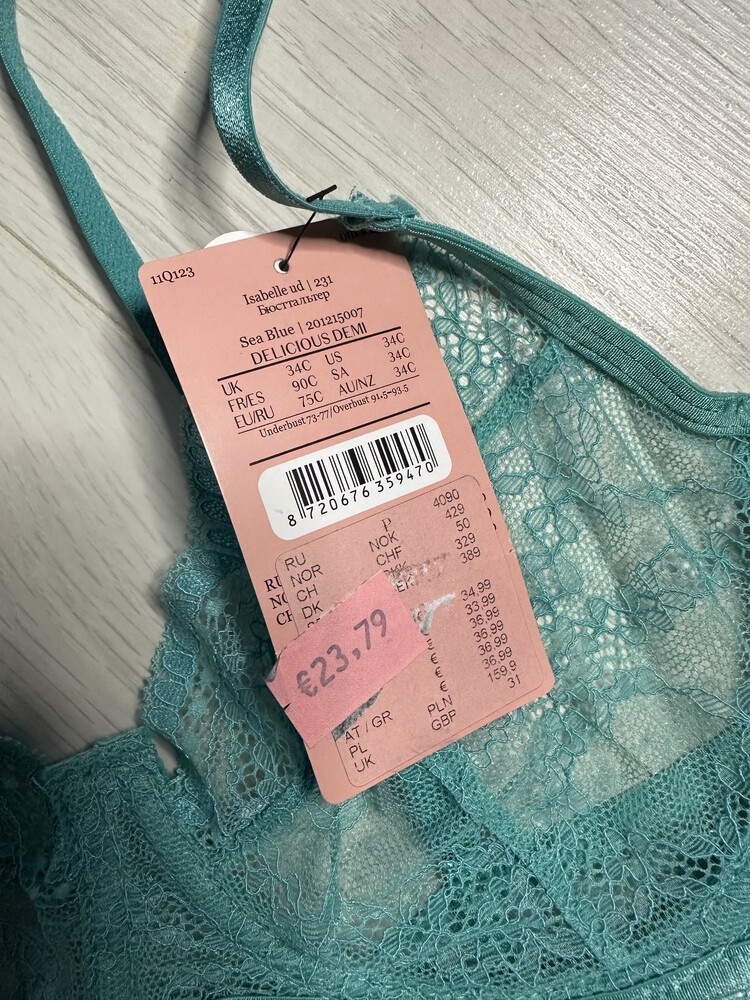 11Q123
Isabelle ud | 231
Бюстгальтер
Sea Blue | 201215007
DELICIOUS DEMI
UK 34C US 34C
FR/ES 90C SA 34C
EU/RU 75C AU/NZ 34C
Underbust 73-77/Overbust 91.5-93.5
8 720676 359470
RU P 4090
NOR NOK 429
CH CHF 50
DK 329
389
34,99
33,99
36,99
36,99
€ 36,99
€ 36,99
AT / GR €
PL PLN 159.9
UK GBP 31
€23,79